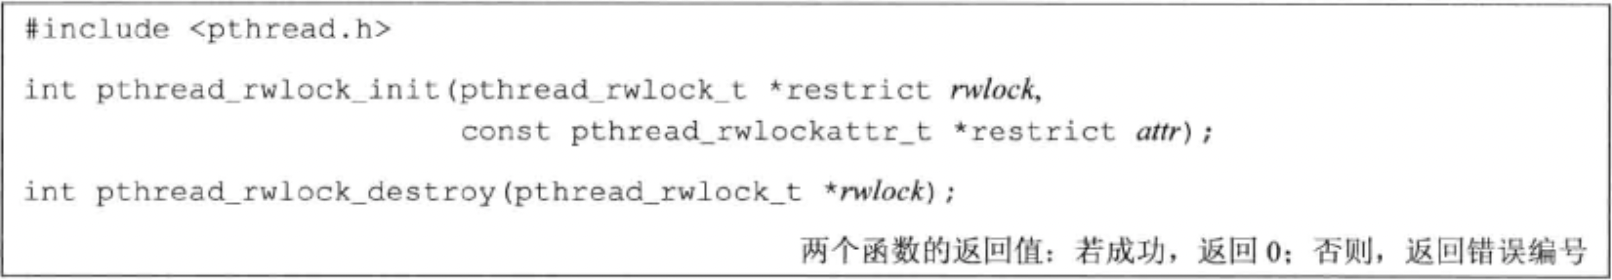 #include <pthread.h>
int pthread_rwlock_init(pthread_rwlock_t *restrict rwlock,
const pthread_rwlockattr_t *restrict attr);
int pthread_rwlock_destroy(pthread_rwlock_t *rwlock);
两个函数的返回值：若成功，返回 0；否则，返回错误编号